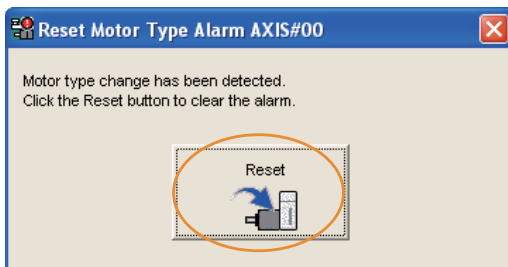 Reset Motor Type Alarm AXIS#00
Motor type change has been detected.
Click the Reset button to clear the alarm.
Reset